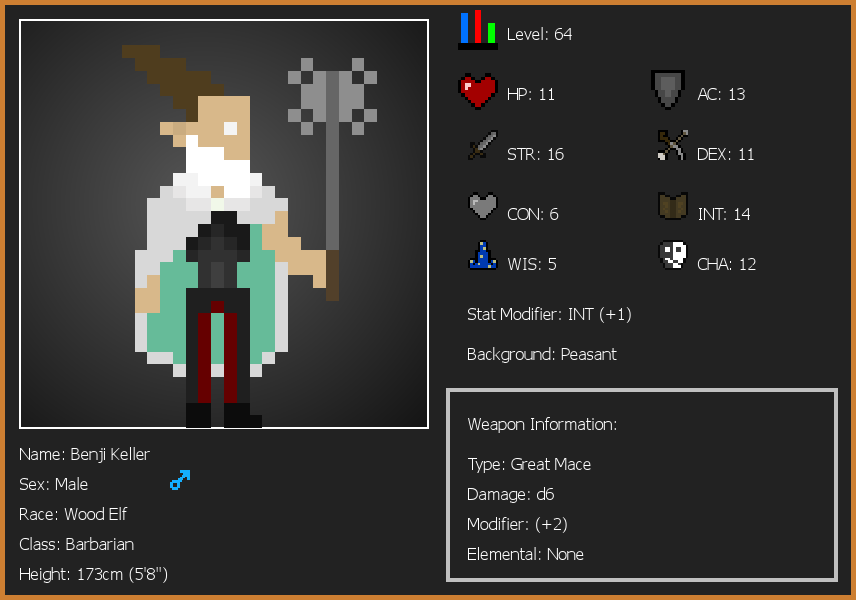 Level: 64
HP: 11
AC: 13
STR: 16
DEX: 11
CON: 6
INT: 14
WIS: 5
CHA: 12
Stat Modifier: INT (+1)
Background: Peasant
Weapon Information:
Type: Great Mace
Damage: d6
Modifier: (+2)
Elemental: None
Name: Benji Keller
Sex: Male
Race: Wood Elf
Class: Barbarian
Height: 173cm (5'8")